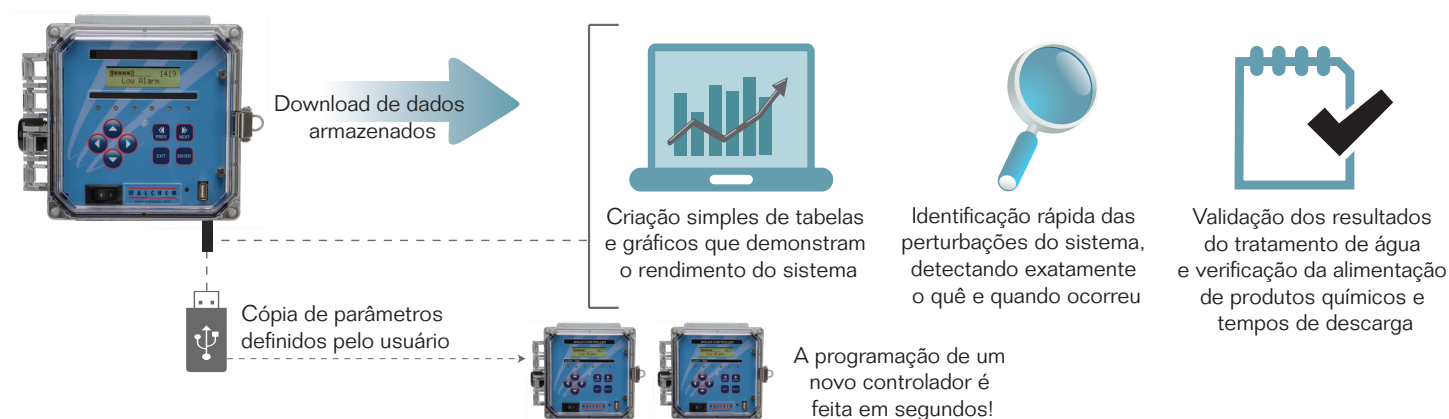 1419
Low Alarm
PREV
NEXT
EXIT
ENTER
WALCHEM
Download de dados
armazenados
Criação simples de tabelas
e gráficos que demonstram
o rendimento do sistema
Identificação rápida das
perturbações do sistema,
detectando exatamente
o quê e quando ocorreu
Validação dos resultados
do tratamento de água
e verificação da alimentação
de produtos químicos e
tempos de descarga
Cópia de parâmetros
definidos pelo usuário
A programação de um
novo controlador é
feita em segundos!